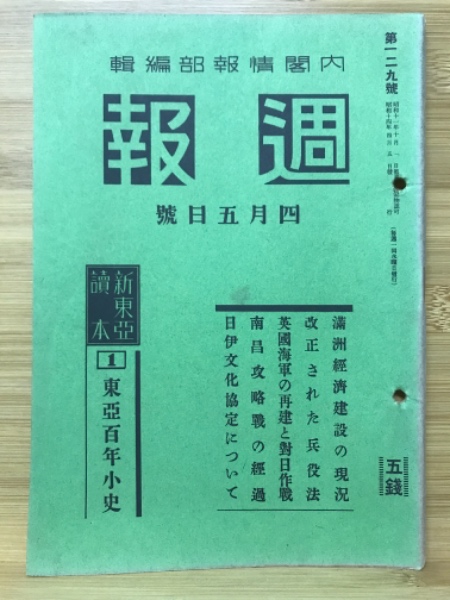 内閣情報部編輯
週報
四月五日號
第一二九號
五錢
滿洲經濟建設の現況
改正された兵役法
英國海軍の再建と對日作戰
南昌攻略戰の經過
日伊文化協定について
新東亞
讀本
1 東亞百年小史